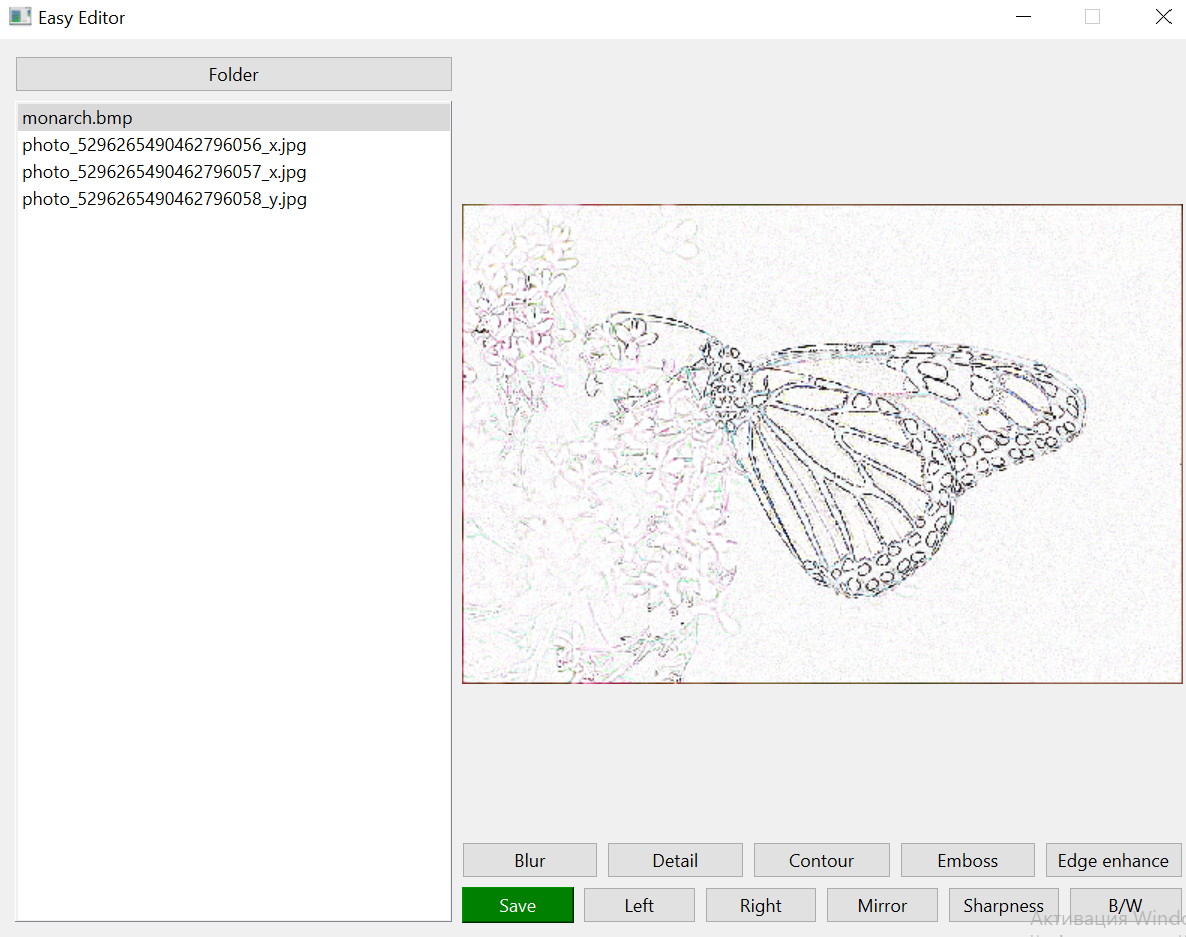 Easy Editor
Folder
monarch.bmp
photo_5296265490462796056_x.jpg
photo_5296265490462796057_x.jpg
photo_5296265490462796058_y.jpg
Blur Detail Contour Emboss Edge enhance
Save Left Right Mirror Sharpness B/W
Активация Windo